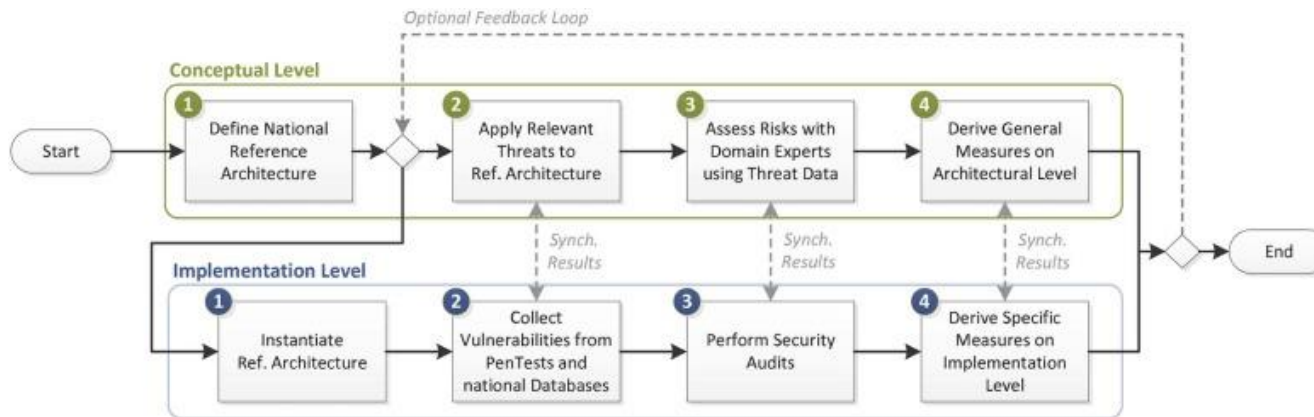 Optional Feedback Loop
Conceptual Level
Start
1
Define National
Reference
Architecture
2
Apply Relevant
Threats to
Ref. Architecture
3
Assess Risks with
Domain Experts
using Threat Data
4
Derive General
Measures on
Architectural Level
Synch.
Results
Synch.
Results
Synch.
Results
End
Implementation Level
1
Instantiate
Ref. Architecture
2
Collect
Vulnerabilities from
PenTests and
national Databases
3
Perform Security
Audits
4
Derive Specific
Measures on
Implementation
Level